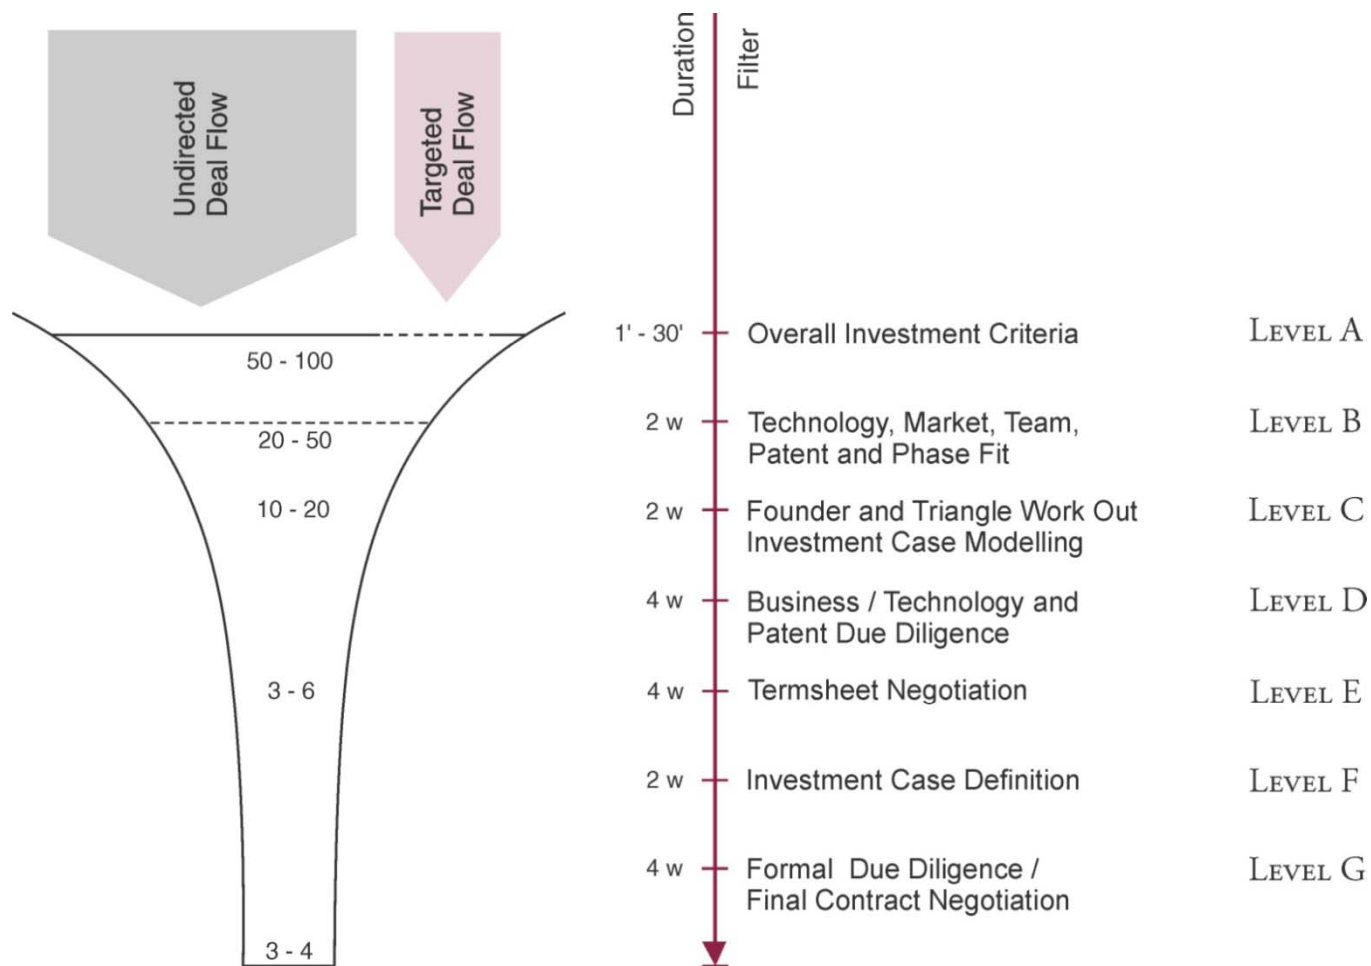 Undirected
Deal Flow
Targeted
Deal Flow
Duration
Filter
50 - 100
20 - 50
10 - 20
3 - 6
3 - 4
1' - 30'
Overall Investment Criteria
LEVEL A
2 w
Technology, Market, Team,
Patent and Phase Fit
LEVEL B
2 w
Founder and Triangle Work Out
Investment Case Modelling
LEVEL C
4 w
Business / Technology and
Patent Due Diligence
LEVEL D
4 w
Termsheet Negotiation
LEVEL E
2 w
Investment Case Definition
LEVEL F
4 w
Formal Due Diligence /
Final Contract Negotiation
LEVEL G